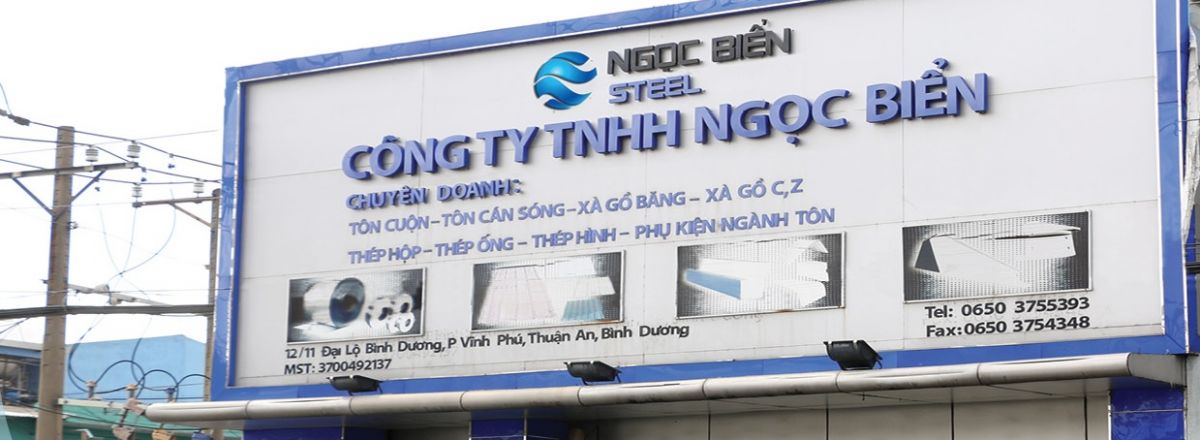 NGỌC BIỂN
STEEL
CÔNG TY TNHH NGỌC BIỂN
CHUYÊN DOANH:
TÔN CUỘN – TÔN CÁN SÓNG – XÀ GỒ BĂNG – XÀ GỒ C,Z
THÉP HỘP – THÉP ỐNG – THÉP HÌNH – PHỤ KIỆN NGÀNH TÔN
12/11 Đại Lộ Bình Dương, P Vĩnh Phú, Thuận An, Bình Dương
MST: 3700492137
Tel: 0650 3755393
Fax: 0650 3754348